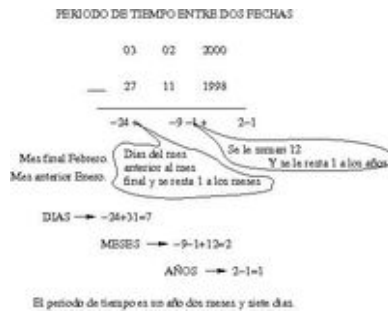 PERIODO DE TIEMPO ENTRE DOS FECHAS
03 02 2000
27 11 1998
-24 -9 -1 + 2-1
Mes final Febrero.
Mes anterior Enero.
Dias del mes
anterior al mes
final y se resta 1 a los meses
Se le suman 12
Y se le resta 1 a los años
DIAS → -24+31=7
MESES → -9-1+12=2
AÑOS → 2-1=1
El periodo de tiempo es un año dos meses y siete dias.